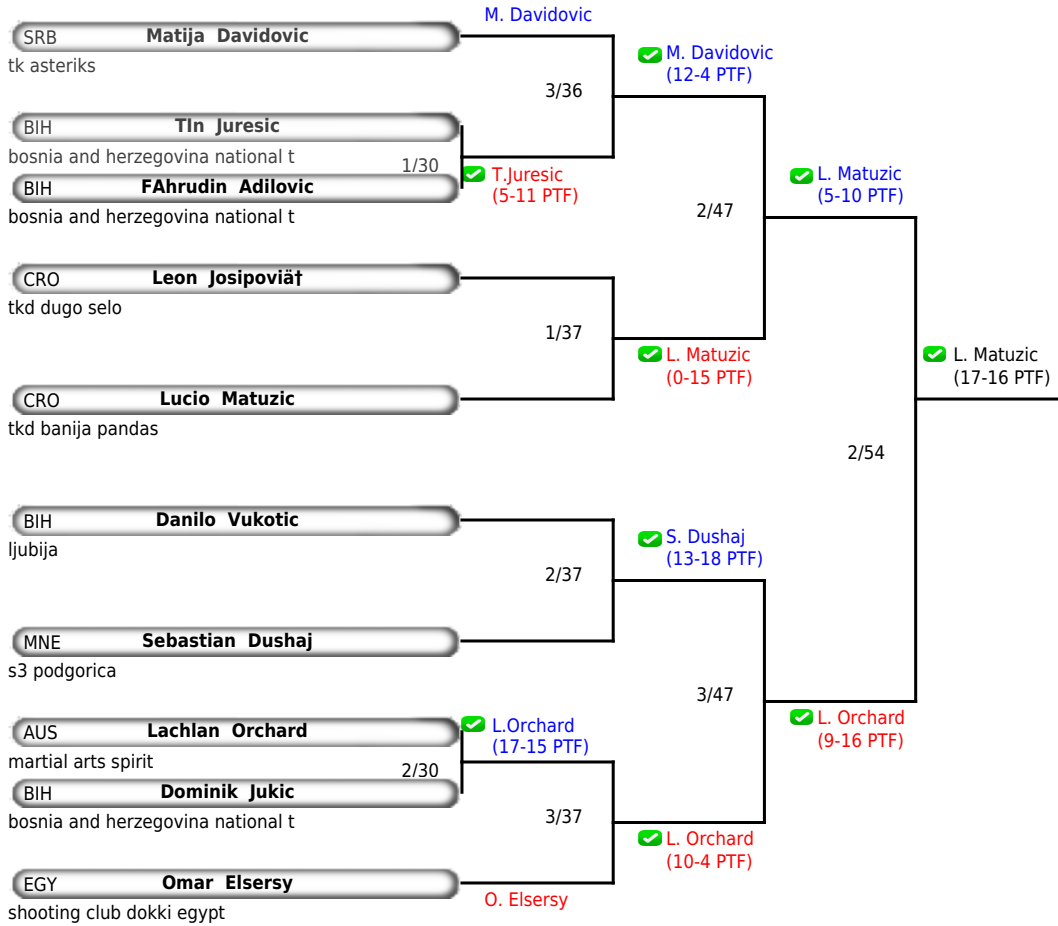 M. Davidovic
SRB Matija Davidovic
tk asteriks
M. Davidovic
(12-4 PTF)
3/36
BIH TIn Juresic
bosnia and herzegovina national t
1/30
T.Juresic
(5-11 PTF)
BIH FAhrudin Adilovic
bosnia and herzegovina national t
L. Matuzic
(5-10 PTF)
2/47
CRO Leon Josipoviä†
tkd dugo selo
1/37
L. Matuzic
(0-15 PTF)
L. Matuzic
(17-16 PTF)
CRO Lucio Matuzic
tkd banija pandas
2/54
BIH Danilo Vukotic
ljubija
S. Dushaj
(13-18 PTF)
2/37
MNE Sebastian Dushaj
s3 podgorica
3/47
L. Orchard
(9-16 PTF)
AUS Lachlan Orchard
martial arts spirit
L.Orchard
(17-15 PTF)
2/30
BIH Dominik Jukic
bosnia and herzegovina national t
3/37
L. Orchard
(10-4 PTF)
EGY Omar Elsersy
shooting club dokki egypt
O. Elsersy